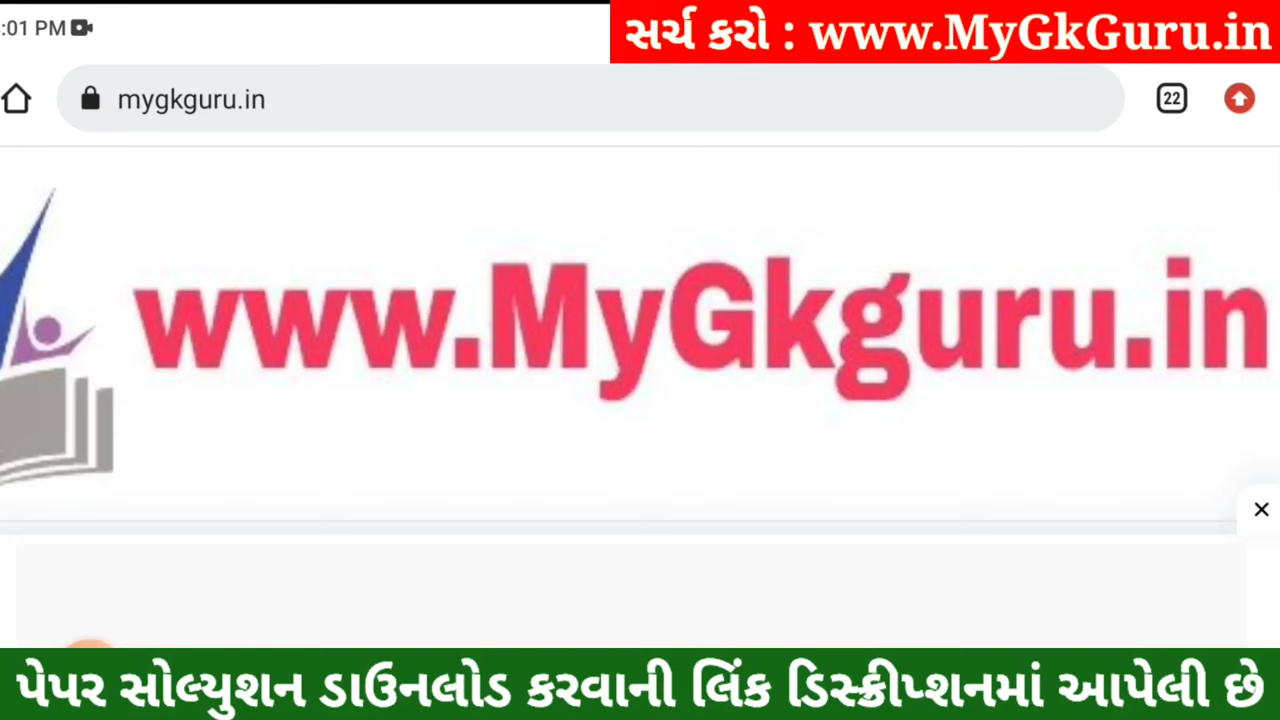 :01 PM
સર્ચ કરો : www.MyGkGuru.in
mygkguru.in
22
www.MyGkguru.in
પેપર સોલ્યુશન ડાઉનલોડ કરવાની લિંક ડિસ્ક્રીપ્શનમાં આપેલી છે